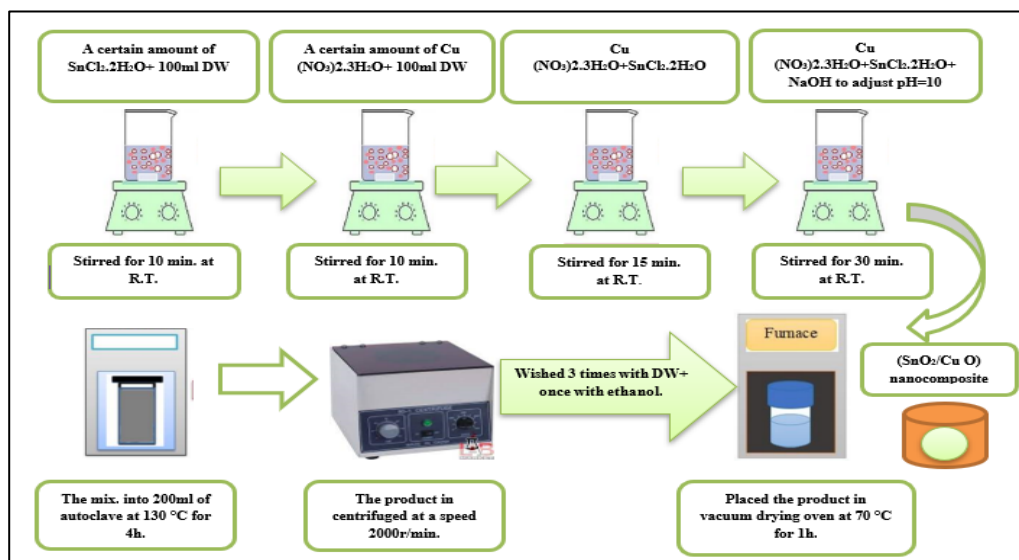 A certain amount of
SnCl₂.2H₂O+ 100ml DW
A certain amount of Cu
(NO₃)2.3H₂O+ 100ml DW
Cu
(NO₃)2.3H₂O+SnCl₂.2H₂O
Cu
(NO₃)2.3H₂O+SnCl₂.2H₂O+
NaOH to adjust pH=10
Stirred for 10 min. at
R.T.
Stirred for 10 min.
at R.T.
Stirred for 15 min.
at R.T.
Stirred for 30 min.
at R.T.
Furnace
Wished 3 times with DW+
once with ethanol.
(SnO₂/Cu O)
nanocomposite
The mix. into 200ml of
autoclave at 130 °C for
4h.
The product in
centrifuged at a speed
2000r/min.
Placed the product in
vacuum drying oven at 70 °C
for 1h.